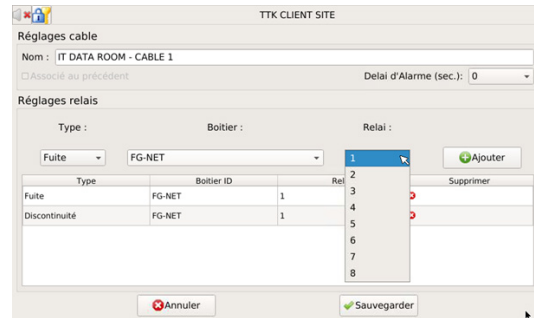 TTK CLIENT SITE
Réglages cable
Nom : IT DATA ROOM - CABLE 1
Associé au précédent Delai d'Alarme (sec.): 0
Réglages relais
Type : Boitier : Relai :
Fuite FG-NET 1 Ajouter
2
3
4
5
6
7
8
Type Boitier ID Rel Supprimer
Fuite FG-NET 1
Discontinuité FG-NET 1
Annuler Sauvegarder